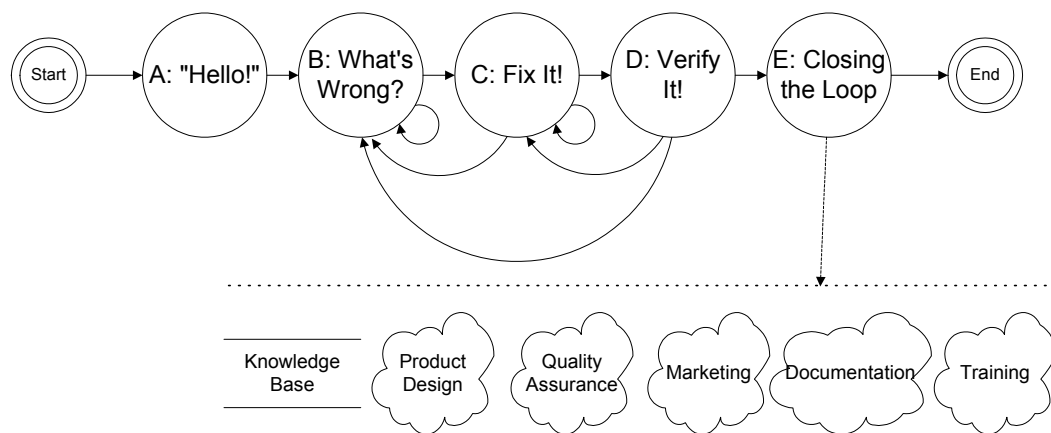 Start
A: "Hello!"
B: What's
Wrong?
C: Fix It!
D: Verify
It!
E: Closing
the Loop
End
Knowledge
Base
Product
Design
Quality
Assurance
Marketing
Documentation
Training